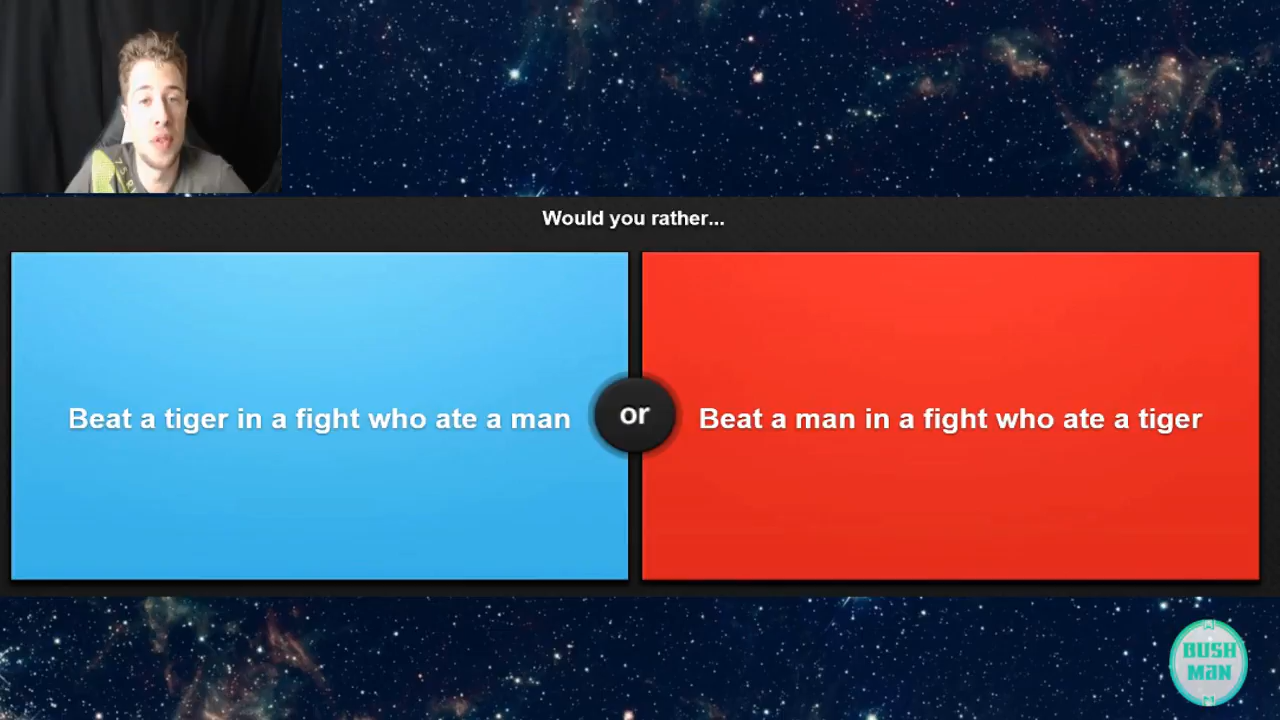 Would you rather...
Beat a tiger in a fight who ate a man
or
Beat a man in a fight who ate a tiger
BUSH
MAN